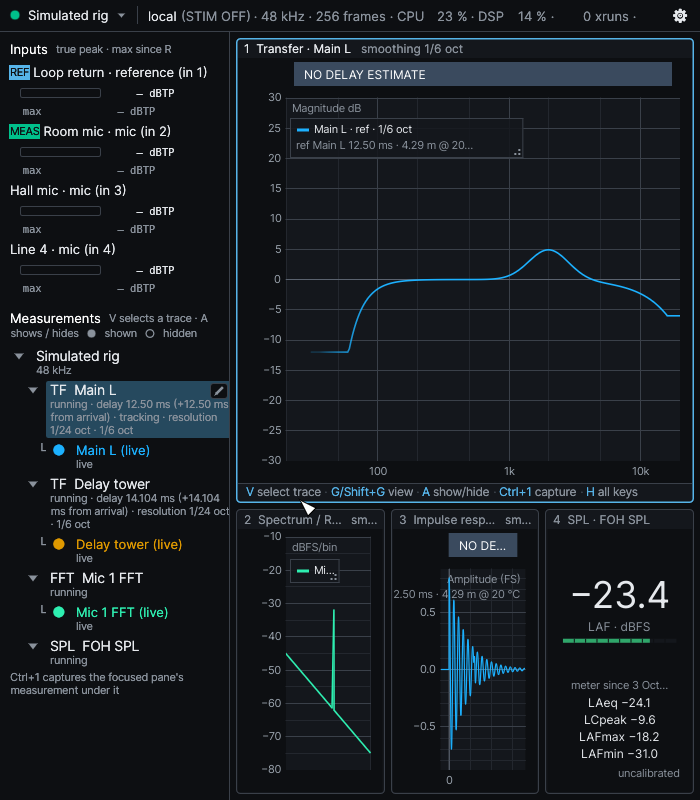 Simulated rig
local (STIM OFF) · 48 kHz · 256 frames · CPU 23 % · DSP 14 % · 0 xruns ·
Inputs true peak · max since R
REF Loop return · reference (in 1)
– dBTP
max – dBTP
MEAS Room mic · mic (in 2)
– dBTP
max – dBTP
Hall mic · mic (in 3)
– dBTP
max – dBTP
Line 4 · mic (in 4)
– dBTP
max – dBTP
Measurements V selects a trace · A
shows / hides shown hidden
Simulated rig
48 kHz
TF Main L
running · delay 12.50 ms (+12.50 ms
from arrival) · tracking · resolution
1/24 oct · 1/6 oct
Main L (live)
live
TF Delay tower
running · delay 14.104 ms (+14.104
ms from arrival) · resolution 1/24 oct
· 1/6 oct
Delay tower (live)
live
FFT Mic 1 FFT
running
Mic 1 FFT (live)
live
SPL FOH SPL
running
Ctrl+1 captures the focused pane's
measurement under it
1 Transfer · Main L smoothing 1/6 oct
NO DELAY ESTIMATE
Magnitude dB
Main L · ref · 1/6 oct
ref Main L 12.50 ms · 4.29 m @ 20...
30
25
20
15
10
5
0
−5
−10
−15
−20
−25
−30
100 1k 10k
V select trace · G/Shift+G view · A show/hide · Ctrl+1 capture · H all keys
2 Spectrum / R... sm...
dBFS/bin
Mi...
−10
−20
−30
−40
−50
−60
−70
−80
3 Impulse resp... sm...
NO DE...
Amplitude (FS)
2.50 ms · 4.29 m @ 20 °C
0.5
0.0
−0.5
0
4 SPL · FOH SPL
−23.4
LAF · dBFS
meter since 3 Oct...
LAeq −24.1
LCpeak −9.6
LAFmax −18.2
LAFmin −31.0
uncalibrated